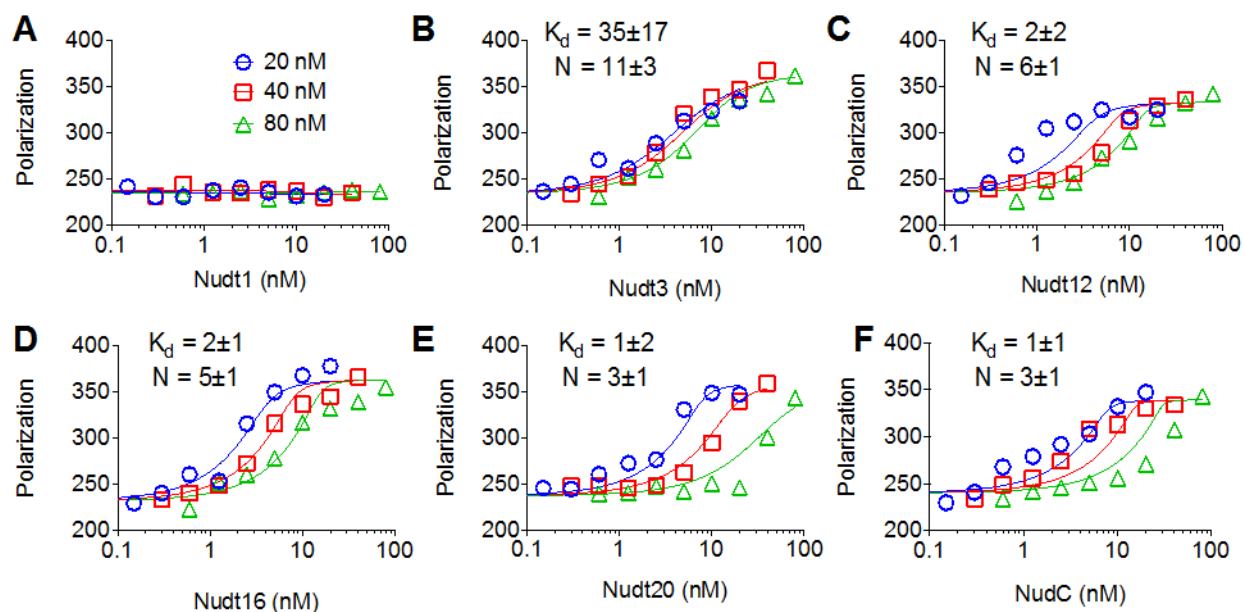 A
400
350
300
250
200
Polarization
20 nM
40 nM
80 nM
0.1 1 10 100
Nudt1 (nM)
B
Kd = 35±17
N = 11±3
400
350
300
250
200
Polarization
0.1 1 10 100
Nudt3 (nM)
C
Kd = 2±2
N = 6±1
400
350
300
250
200
Polarization
0.1 1 10 100
Nudt12 (nM)
D
Kd = 2±1
N = 5±1
400
350
300
250
200
Polarization
0.1 1 10 100
Nudt16 (nM)
E
Kd = 1±2
N = 3±1
400
350
300
250
200
Polarization
0.1 1 10 100
Nudt20 (nM)
F
Kd = 1±1
N = 3±1
400
350
300
250
200
Polarization
0.1 1 10 100
NudC (nM)